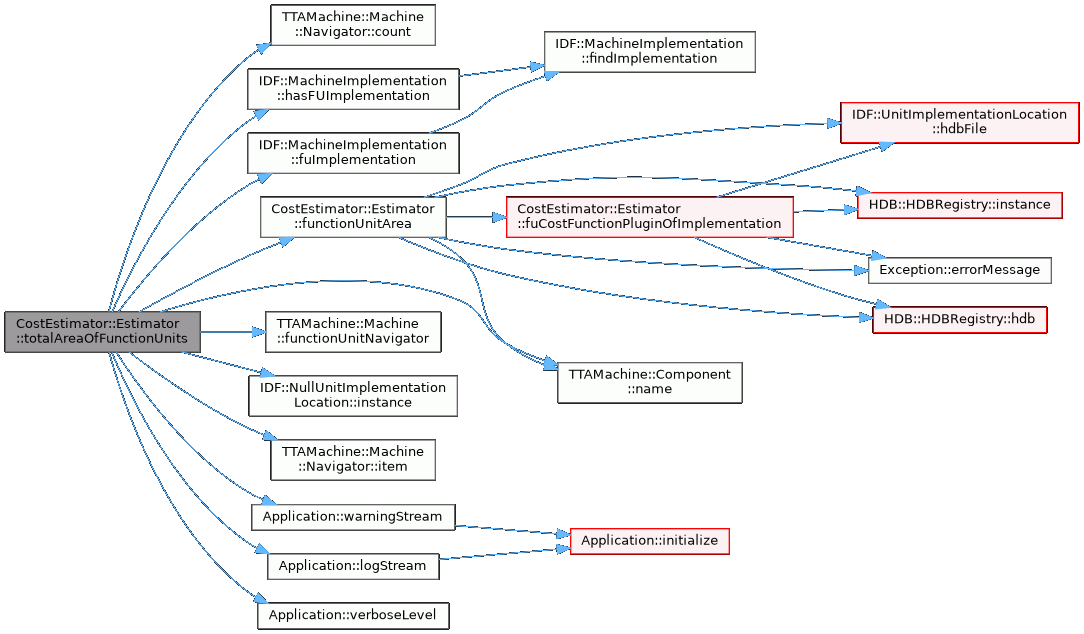 TTAMachine::Machine
::Navigator::count
IDF::MachineImplementation
::findImplementation
IDF::MachineImplementation
::hasFUImplementation
IDF::UnitImplementationLocation
::hdbFile
IDF::MachineImplementation
::fuImplementation
CostEstimator::Estimator
::functionUnitArea
CostEstimator::Estimator
::fuCostFunctionPluginOfImplementation
HDB::HDBRegistry::instance
Exception::errorMessage
HDB::HDBRegistry::hdb
CostEstimator::Estimator
::totalAreaOfFunctionUnits
TTAMachine::Machine
::functionUnitNavigator
TTAMachine::Component
::name
IDF::NullUnitImplementation
Location::instance
TTAMachine::Machine
::Navigator::item
Application::warningStream
Application::initialize
Application::logStream
Application::verboseLevel